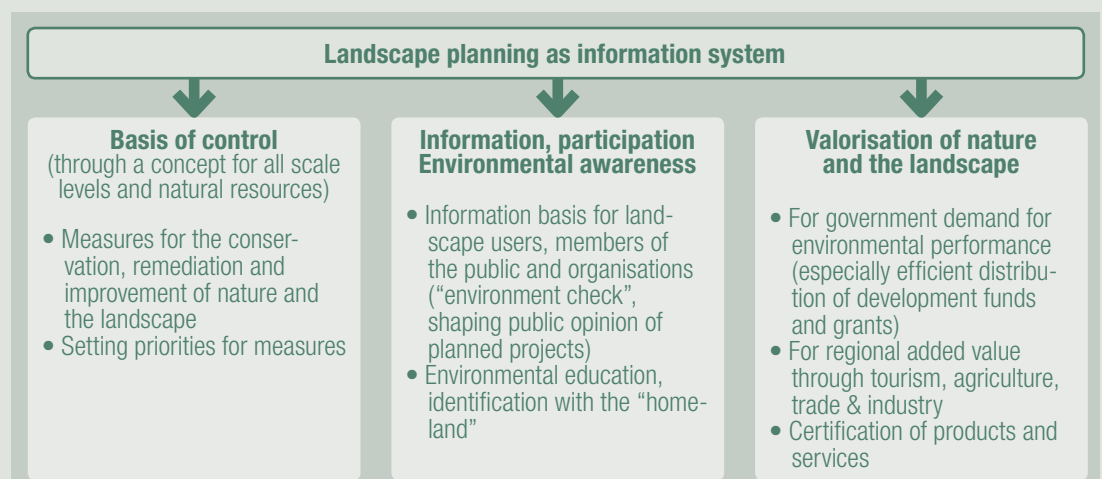 Landscape planning as information system
Basis of control
(through a concept for all scale
levels and natural resources)
• Measures for the conser-
vation, remediation and
improvement of nature and
the landscape
• Setting priorities for measures
Information, participation
Environmental awareness
• Information basis for land-
scape users, members of
the public and organisations
(“environment check”,
shaping public opinion of
planned projects)
• Environmental education,
identification with the “home-
land”
Valorisation of nature
and the landscape
• For government demand for
environmental performance
(especially efficient distribu-
tion of development funds
and grants)
• For regional added value
through tourism, agriculture,
trade & industry
• Certification of products and
services